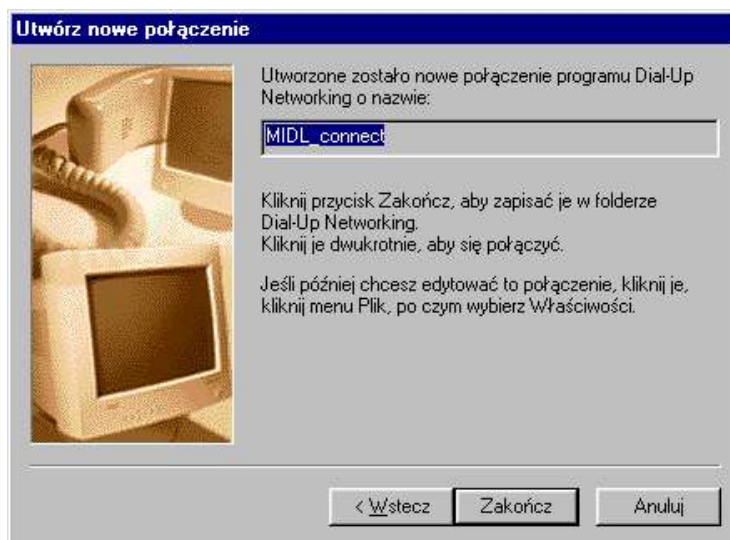 Utwórz nowe połączenie
Utworzone zostało nowe połączenie programu Dial-Up
Networking o nazwie:
MIDL_connect
Kliknij przycisk Zakończ, aby zapisać je w folderze
Dial-Up Networking.
Kliknij je dwukrotnie, aby się połączyć.
Jeśli później chcesz edytować to połączenie, kliknij je,
kliknij menu Plik, po czym wybierz Właściwości.
< Wstecz
Zakończ
Anuluj